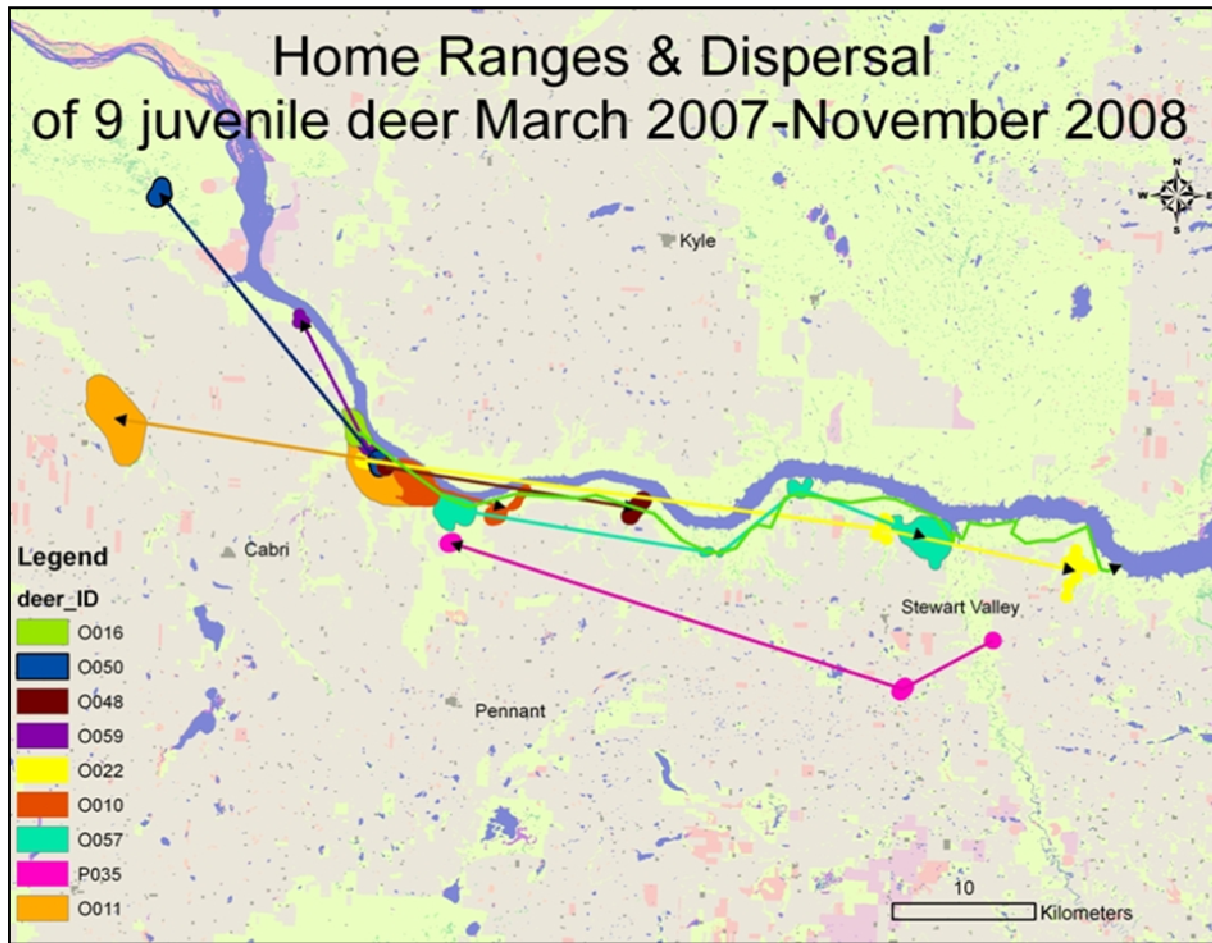 Home Ranges & Dispersal
of 9 juvenile deer March 2007-November 2008
N
W E
S
Kyle
Cabri
Stewart Valley
Pennant
Legend
deer_ID
O016
O050
O048
O059
O022
O010
O057
P035
O011
10
Kilometers